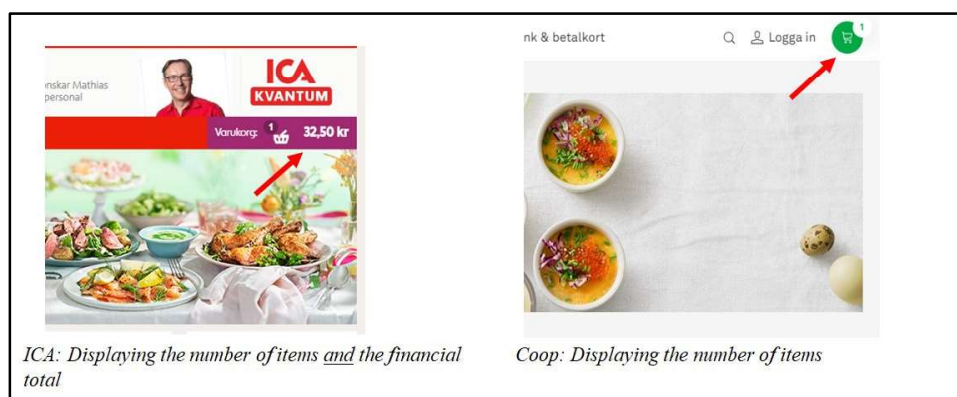 onskar Mathias
personal
ICA
KVANTUM
Varukorg: 1 32,50 kr
ICA: Displaying the number of items and the financial
total
nk & betalkort
Logga in
1
Coop: Displaying the number of items